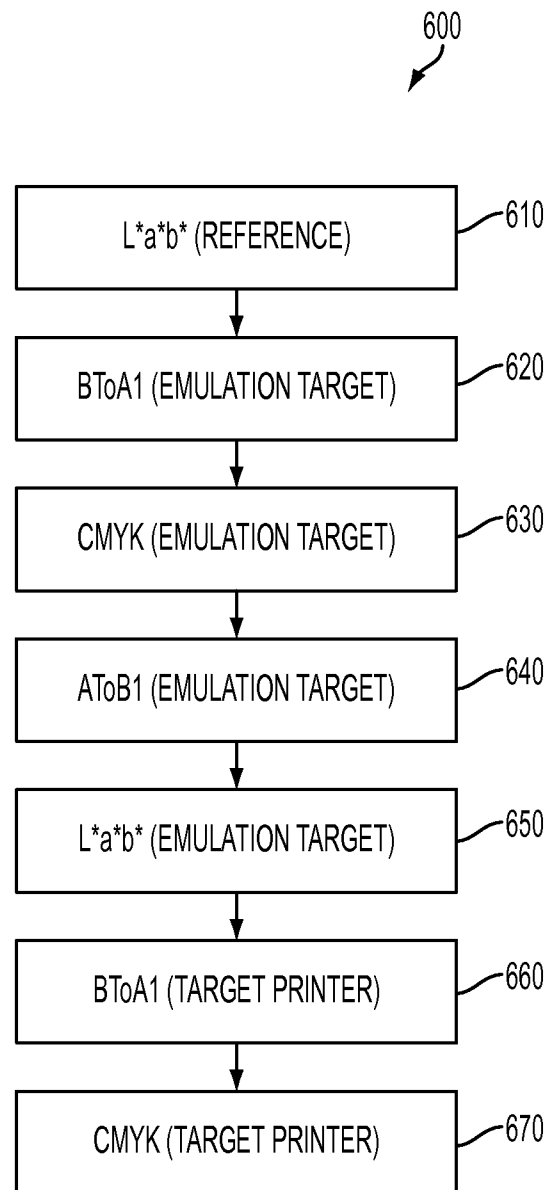 600
L*a*b* (REFERENCE)
610
BToA1 (EMULATION TARGET)
620
CMYK (EMULATION TARGET)
630
AToB1 (EMULATION TARGET)
640
L*a*b* (EMULATION TARGET)
650
BToA1 (TARGET PRINTER)
660
CMYK (TARGET PRINTER)
670